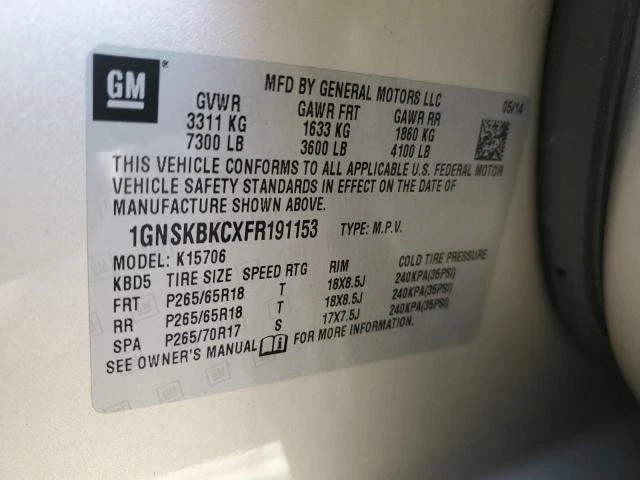 GM ®
MFD BY GENERAL MOTORS LLC
05/14
GVWR GAWR FRT GAWR RR
3311 KG 1633 KG 1860 KG
7300 LB 3600 LB 4100 LB
THIS VEHICLE CONFORMS TO ALL APPLICABLE U.S. FEDERAL MOTOR
VEHICLE SAFETY STANDARDS IN EFFECT ON THE DATE OF
MANUFACTURE SHOWN ABOVE.
1GNSKBKCXFR191153 TYPE: M.P.V.
MODEL: K15706
KBD5 TIRE SIZE SPEED RTG RIM COLD TIRE PRESSURE
FRT P265/65R18 T 18X8.5J 240KPA(35PSI)
RR P265/65R18 T 18X8.5J 240KPA(35PSI)
SPA P265/70R17 S 17X7.5J 240KPA(35PSI)
SEE OWNER'S MANUAL FOR MORE INFORMATION.